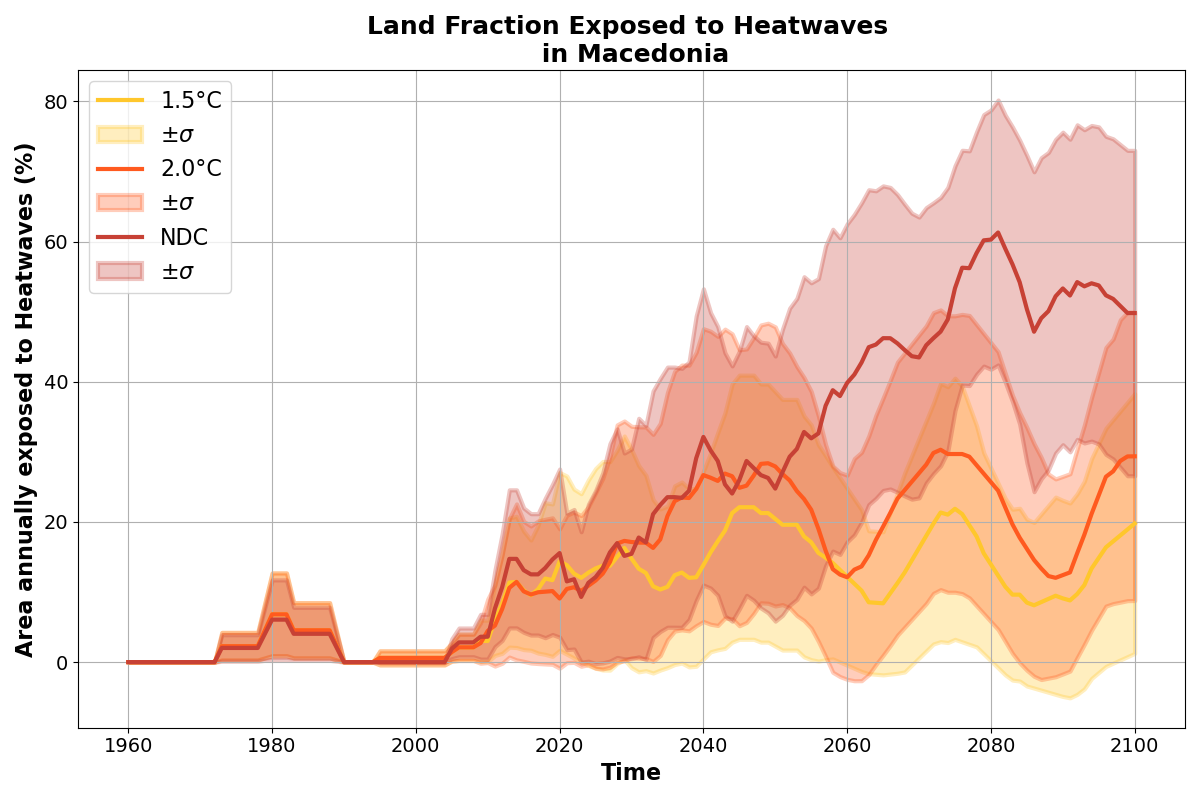 Land Fraction Exposed to Heatwaves
in Macedonia
Area annually exposed to Heatwaves (%)
80
60
40
20
0
1.5°C
±σ
2.0°C
±σ
NDC
±σ
1960
1980
2000
2020
2040
2060
2080
2100
Time